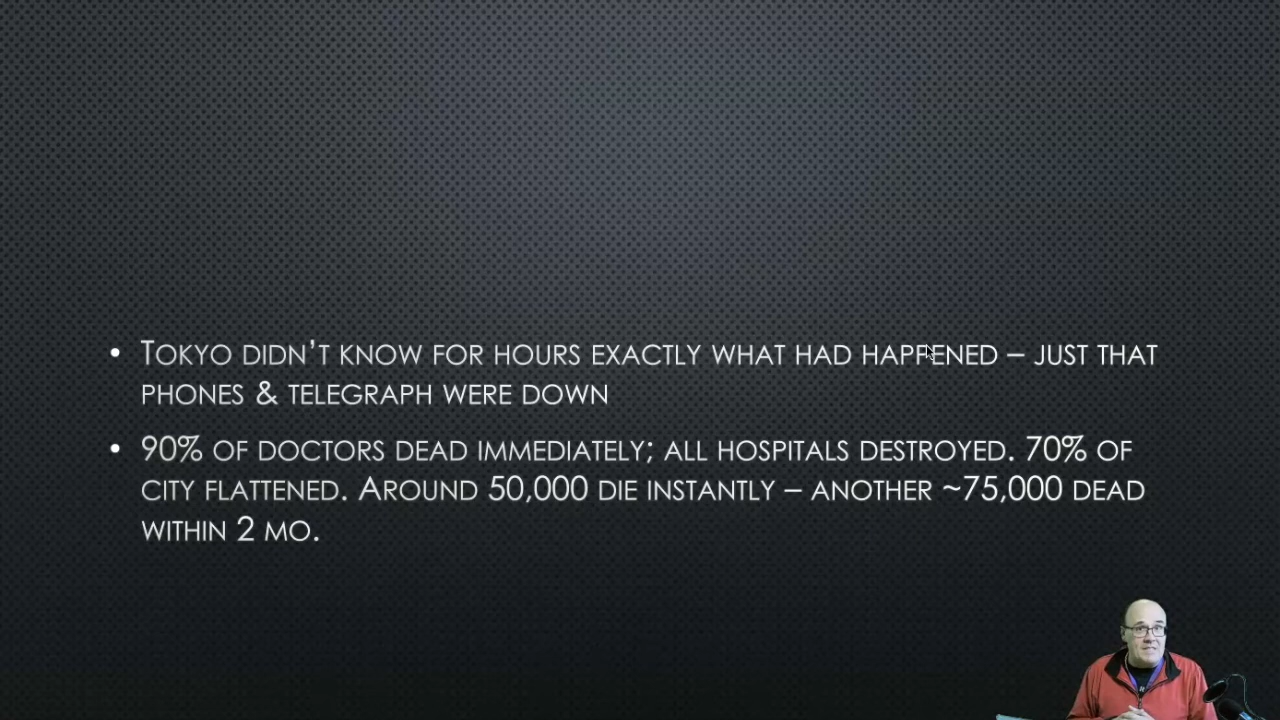 • Tokyo didn’t know for hours exactly what had happened – just that
phones & telegraph were down
• 90% of doctors dead immediately; all hospitals destroyed. 70% of
city flattened. Around 50,000 die instantly – another ~75,000 dead
within 2 mo.